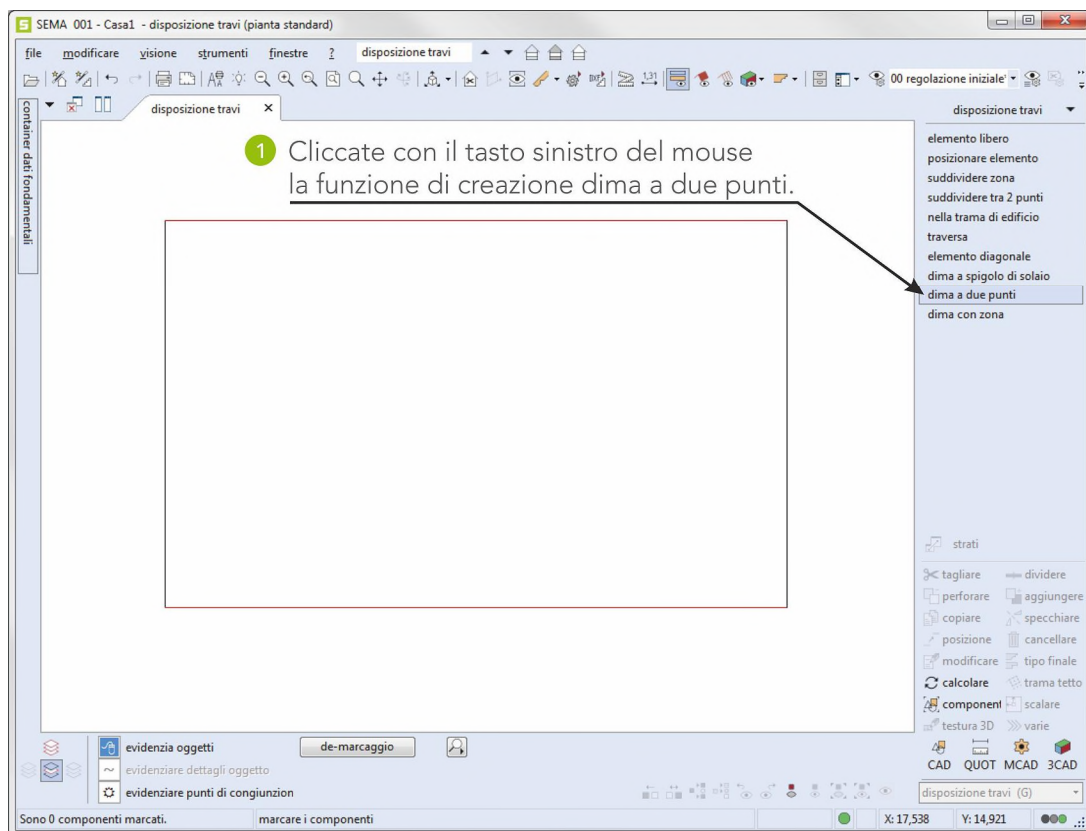 SEMA 001 - Casa1 - disposizione travi (pianta standard)
file modificare visione strumenti finestre ? disposizione travi
00 regolazione iniziale'
container dati fondamentali
disposizione travi
disposizione travi
1 Cliccate con il tasto sinistro del mouse
la funzione di creazione dima a due punti.
elemento libero
posizionare elemento
suddividere zona
suddividere tra 2 punti
nella trama di edificio
traversa
elemento diagonale
dima a spigolo di solaio
dima a due punti
dima con zona
strati
tagliare dividere
perforare aggiungere
copiare specchiare
posizione cancellare
modificare tipo finale
calcolare trama tetto
component scalare
testura 3D varie
CAD QUOT MCAD 3CAD
evidenzia oggetti de-marcaggio
evidenziare dettagli oggetto
evidenziare punti di congiunzion
disposizione travi (G)
Sono 0 componenti marcati. marcare i componenti X: 17,538 Y: 14,921